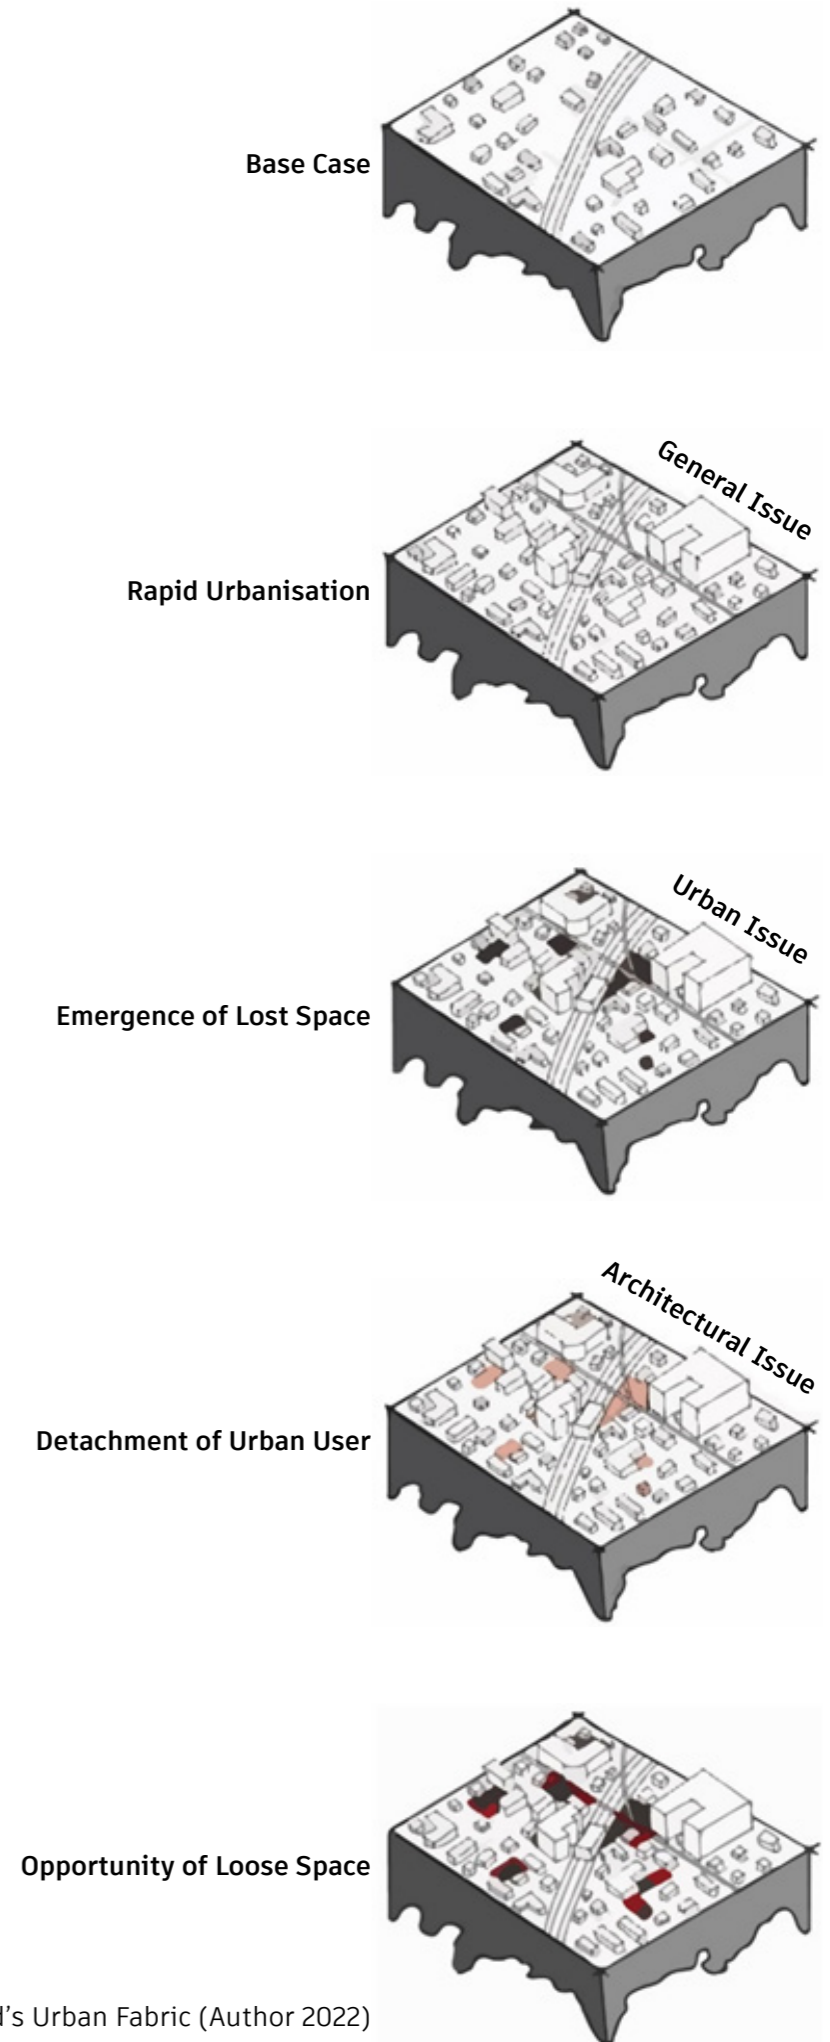 Base Case
General Issue
Rapid Urbanisation
Urban Issue
Emergence of Lost Space
Architectural Issue
Detachment of Urban User
Opportunity of Loose Space
Urban Fabric (Author 2022)